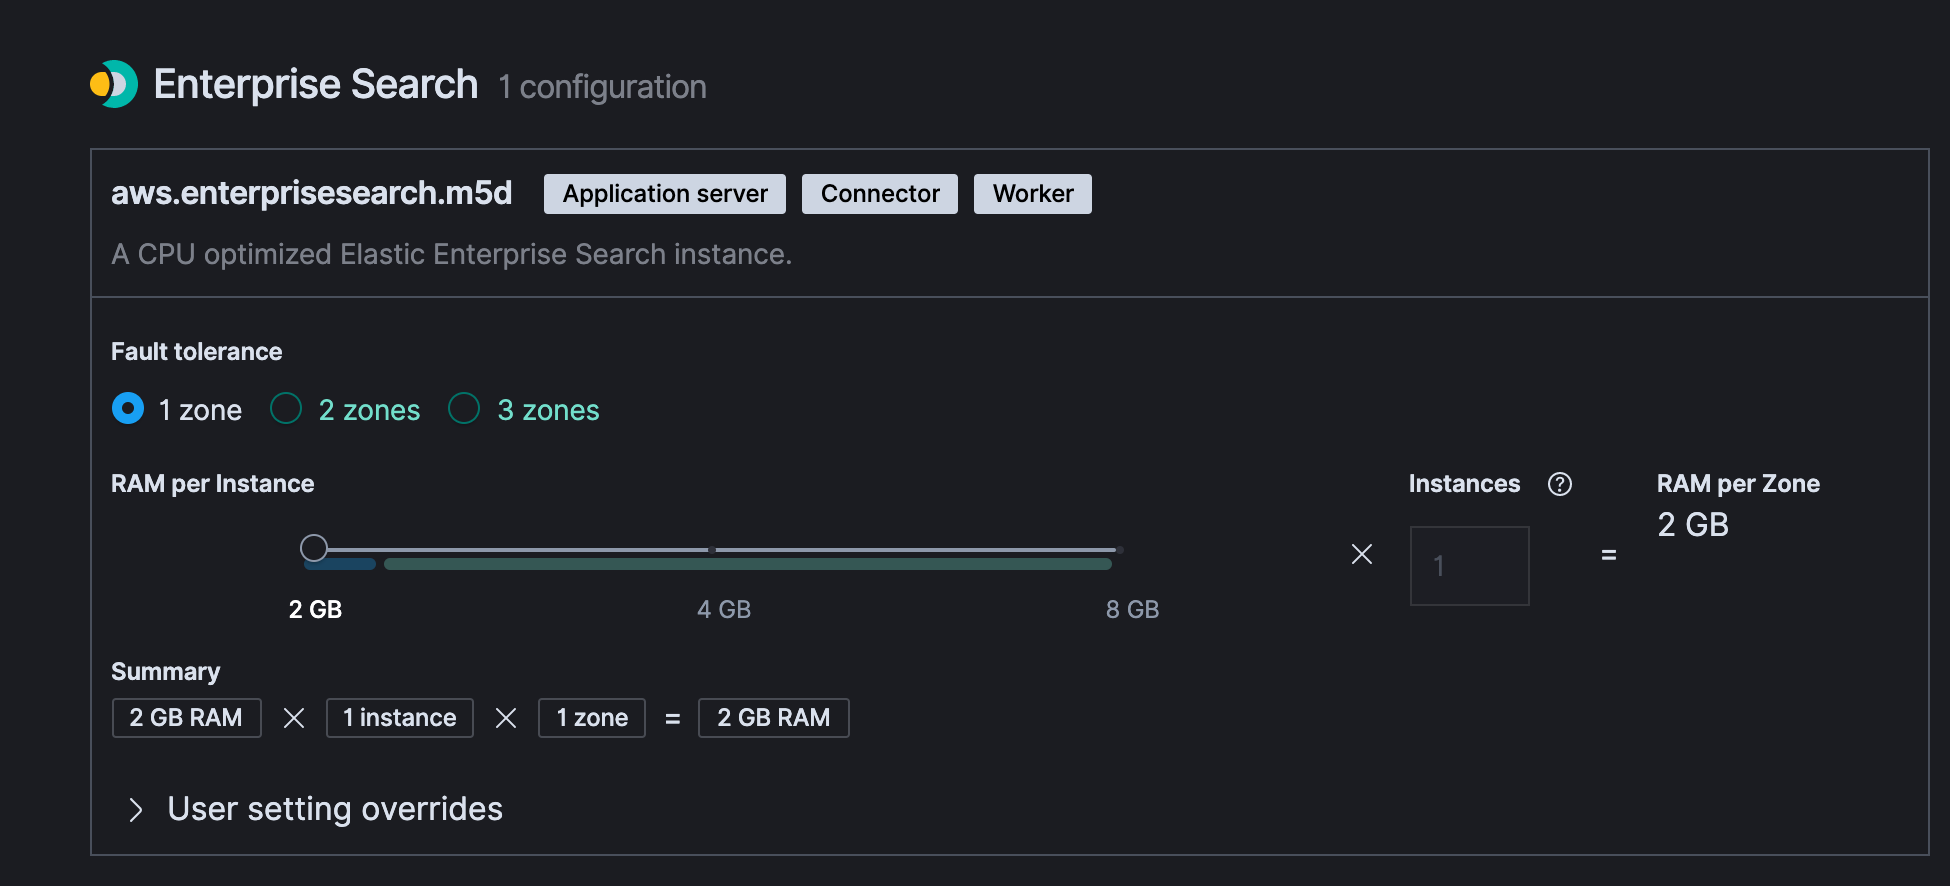 Enterprise Search 1 configuration
aws.enterprisesearch.m5d Application server Connector Worker
A CPU optimized Elastic Enterprise Search instance.
Fault tolerance
1 zone 2 zones 3 zones
RAM per Instance Instances ? RAM per Zone
2 GB
× 1 =
2 GB 4 GB 8 GB
Summary
2 GB RAM × 1 instance × 1 zone = 2 GB RAM
User setting overrides